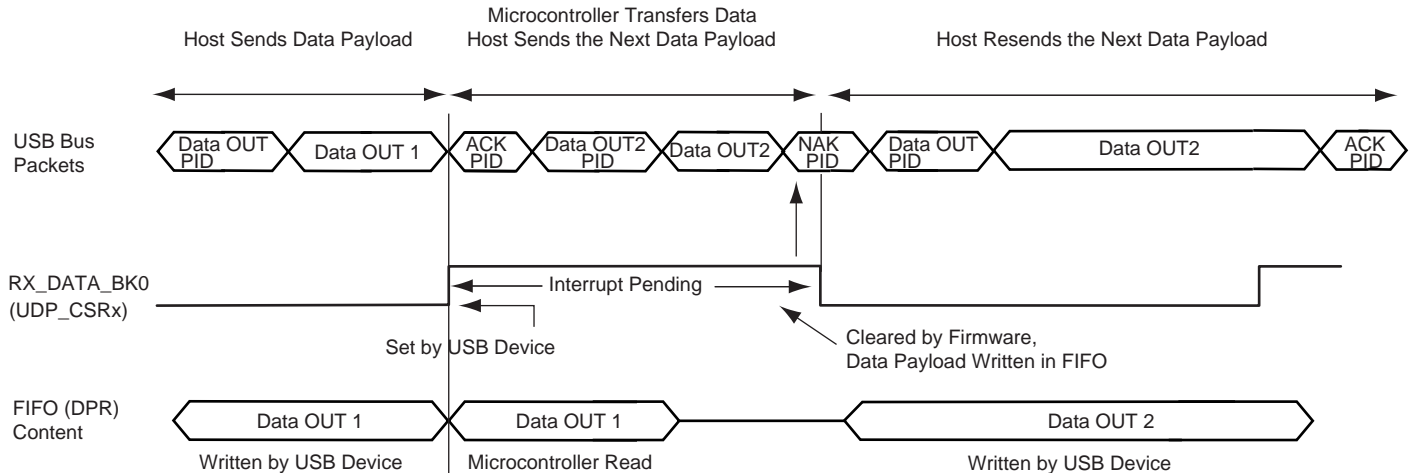 Microcontroller Transfers Data
Host Sends Data Payload
Host Sends the Next Data Payload
Host Resends the Next Data Payload
USB Bus
Packets
Data OUT
PID
Data OUT 1
ACK
PID
Data OUT2
PID
Data OUT2
NAK
PID
Data OUT
PID
Data OUT2
ACK
PID
RX_DATA_BK0
(UDP_CSRx)
Interrupt Pending
Set by USB Device
Cleared by Firmware,
Data Payload Written in FIFO
FIFO (DPR)
Content
Data OUT 1
Data OUT 1
Data OUT 2
Written by USB Device
Microcontroller Read
Written by USB Device